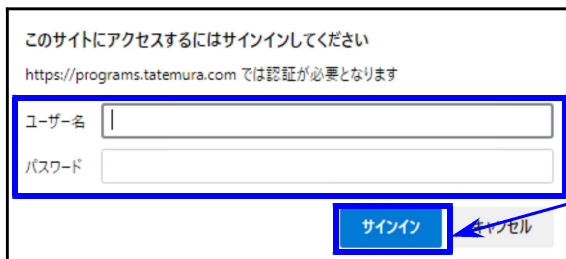 このサイトにアクセスするにはサインインしてください
https://programs.tatemura.com では認証が必要となります
ユーザー名
パスワード
サインイン
キャンセル